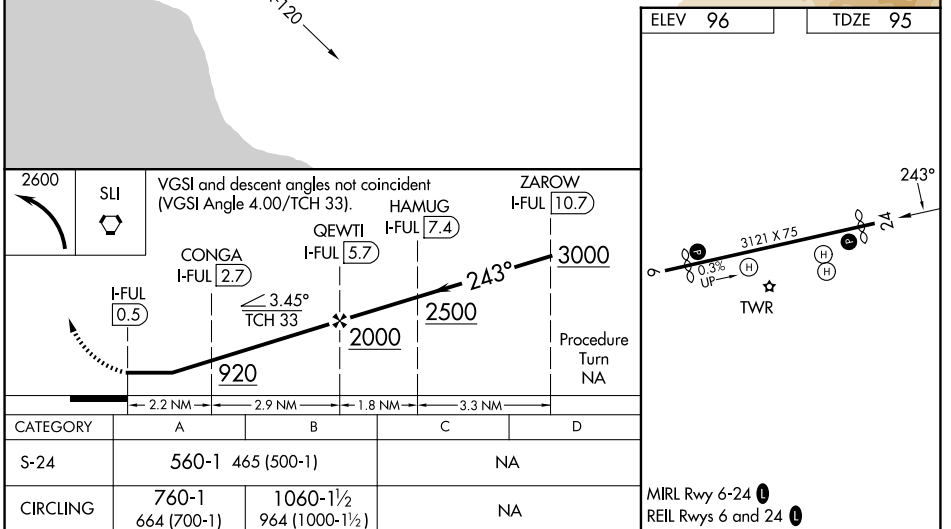 R-120
ELEV 96
TDZE 95
2600
SLI
VGSI and descent angles not coincident
(VGSI Angle 4.00/TCH 33).
ZAROW
I-FUL 10.7
HAMUG
I-FUL 7.4
QEWTI
I-FUL 5.7
CONGA
I-FUL 2.7
I-FUL
0.5
3.45°
TCH 33
243°
3000
2500
2000
920
Procedure
Turn
NA
2.2 NM
2.9 NM
1.8 NM
3.3 NM
CATEGORY A B C D
S-24 560-1 465 (500-1) NA
CIRCLING 760-1 1060-1½ NA
664 (700-1) 964 (1000-1½)
243°
24
P
3121 X 75
P
6
0.3%
UP
H
H
H
TWR
MIRL Rwy 6-24 L
REIL Rwys 6 and 24 L